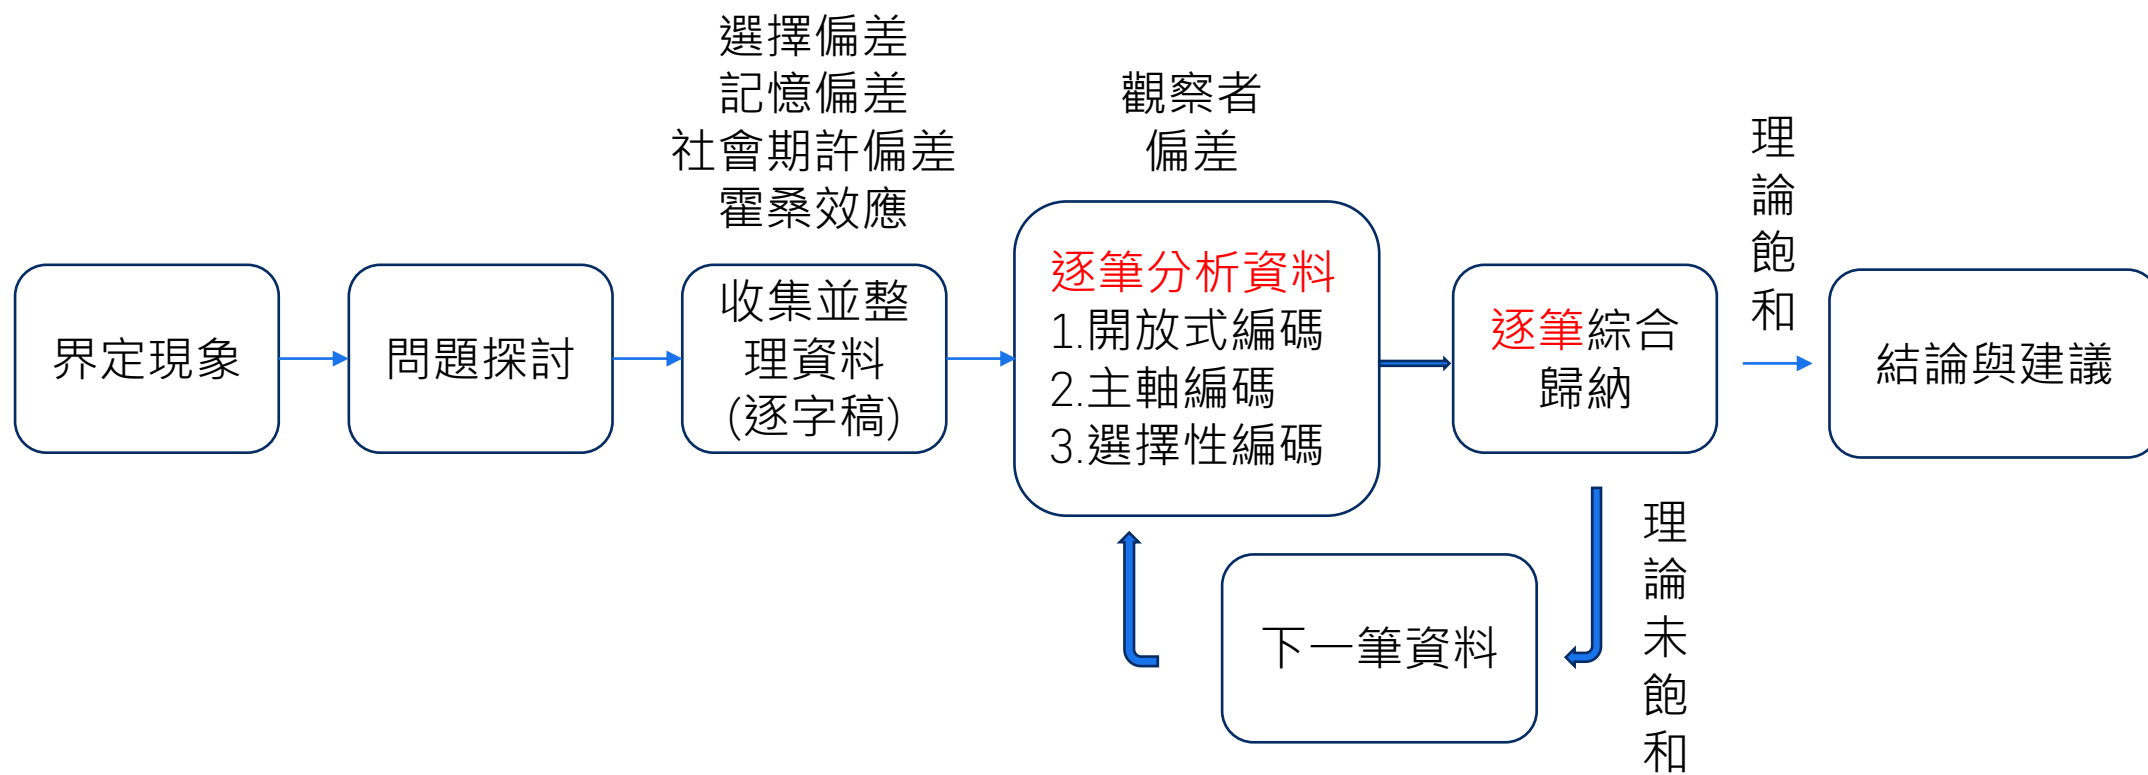 選擇偏差
記憶偏差
社會期許偏差
霍桑效應
觀察者
偏差
界定現象
問題探討
收集並整
理資料
(逐字稿)
逐筆分析資料
1.開放式編碼
2.主軸編碼
3.選擇性編碼
逐筆綜合
歸納
理論飽和
結論與建議
下一筆資料
理論未飽和